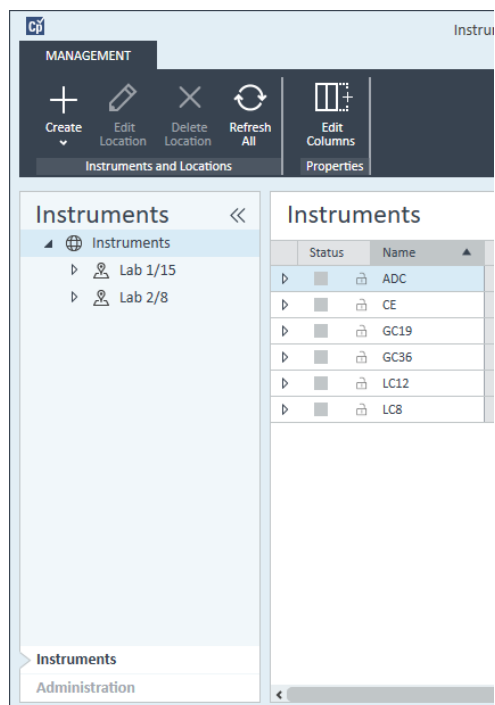 Cp
Instrum
MANAGEMENT
Create
Edit Location
Delete Location
Refresh All
Edit Columns
Instruments and Locations
Properties
Instruments
Instruments
Lab 1/15
Lab 2/8
Instruments
Status Name
ADC
CE
GC19
GC36
LC12
LC8
Instruments
Administration